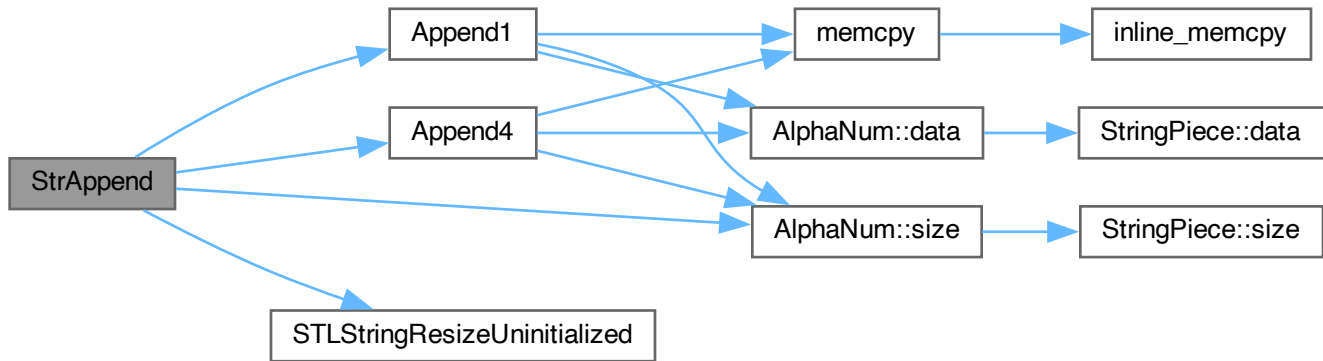 StrAppend
Append1
Append4
STLStringResizeUninitialized
memcpy
AlphaNum::data
AlphaNum::size
inline_memcpy
StringPiece::data
StringPiece::size